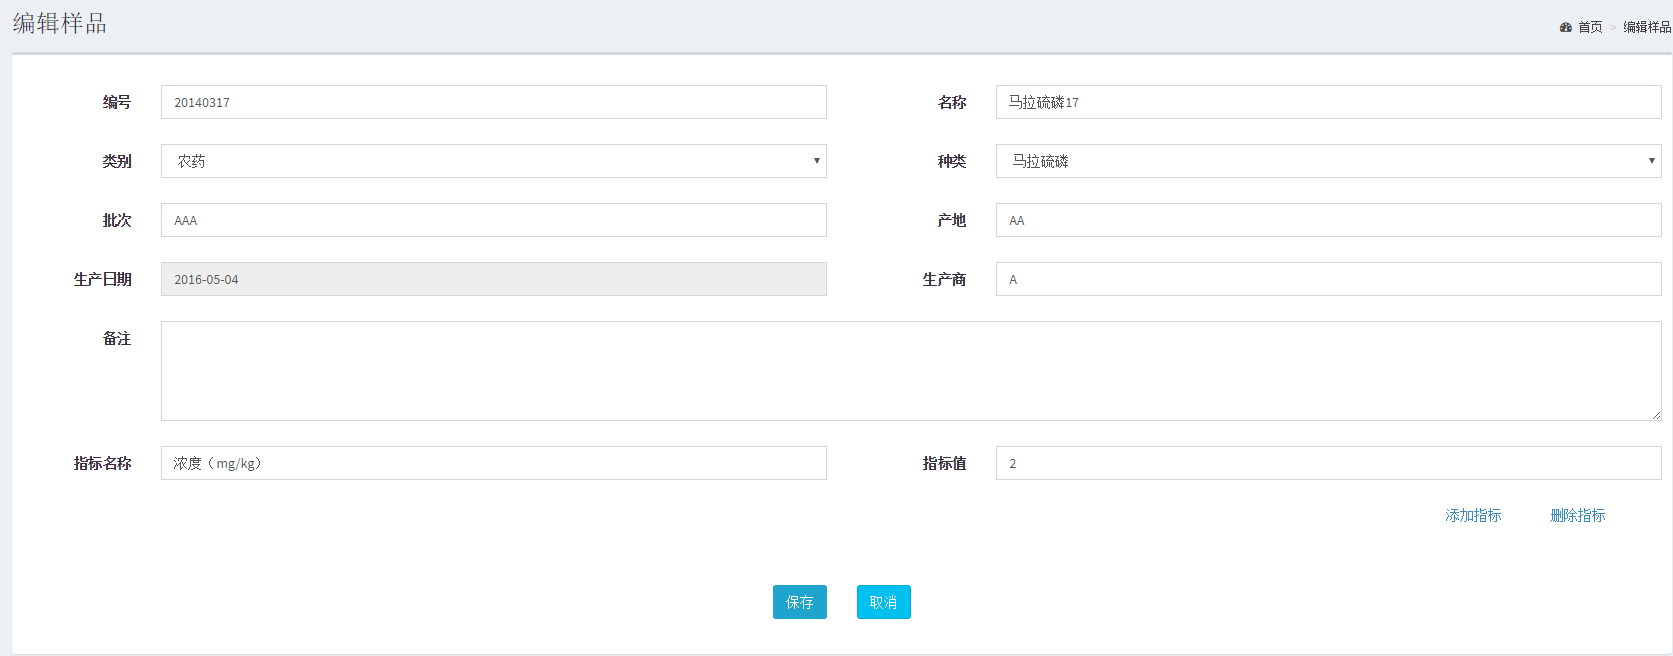 编辑样品
首页 > 编辑样品
编号 20140317 名称 马拉硫磷17
类别 农药 种类 马拉硫磷
批次 AAA 产地 AA
生产日期 2016-05-04 生产商 A
备注
指标名称 浓度（mg/kg） 指标值 2
添加指标 删除指标
保存 取消